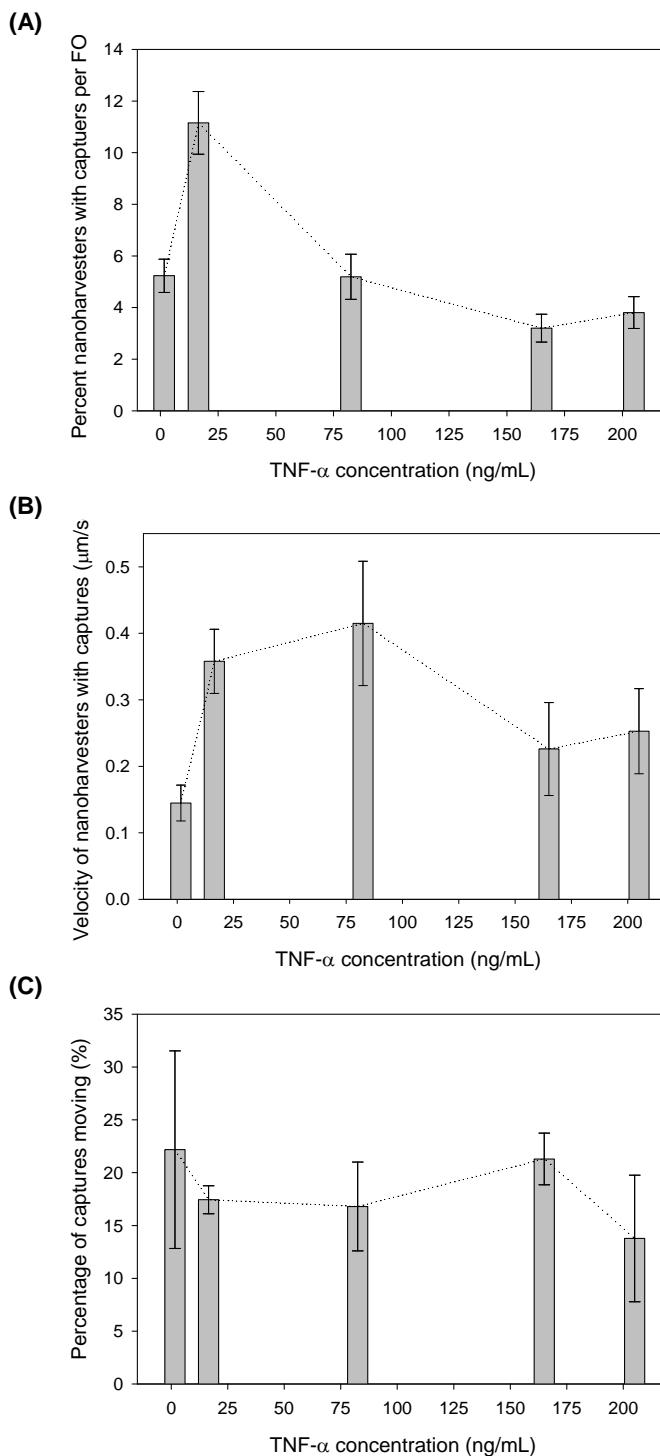 (A)
Percent nanoharvesters with captuers per FO
14
12
10
8
6
4
2
0
0 25 50 75 100 125 150 175 200
TNF-α concentration (ng/mL)
(B)
Velocity of nanoharvesters with captures (μm/s
0.5
0.4
0.3
0.2
0.1
0.0
0 25 50 75 100 125 150 175 200
TNF-α concentration (ng/mL)
(C)
Percentage of captures moving (%)
35
30
25
20
15
10
5
0
0 25 50 75 100 125 150 175 200
TNF-α concentration (ng/mL)